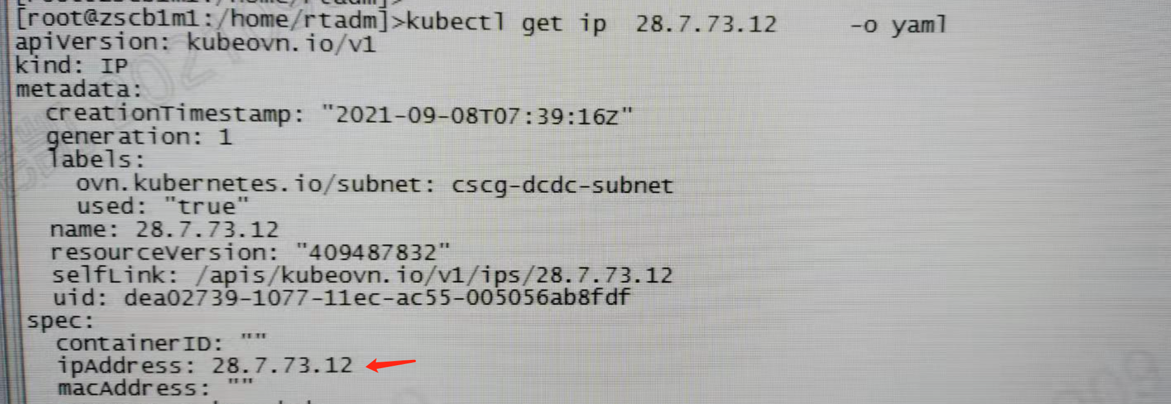 [root@zscb1m1:/home/rtadm]>kubectl get ip  28.7.73.12     -o yaml
apiVersion: kubeovn.io/v1
kind: IP
metadata:
  creationTimestamp: "2021-09-08T07:39:16Z"
  generation: 1
  labels:
    ovn.kubernetes.io/subnet: cscg-dcdc-subnet
    used: "true"
  name: 28.7.73.12
  resourceVersion: "409487832"
  selfLink: /apis/kubeovn.io/v1/ips/28.7.73.12
  uid: dea02739-1077-11ec-ac55-005056ab8fdf
spec:
  containerID: ""
  ipAddress: 28.7.73.12
  macAddress: ""